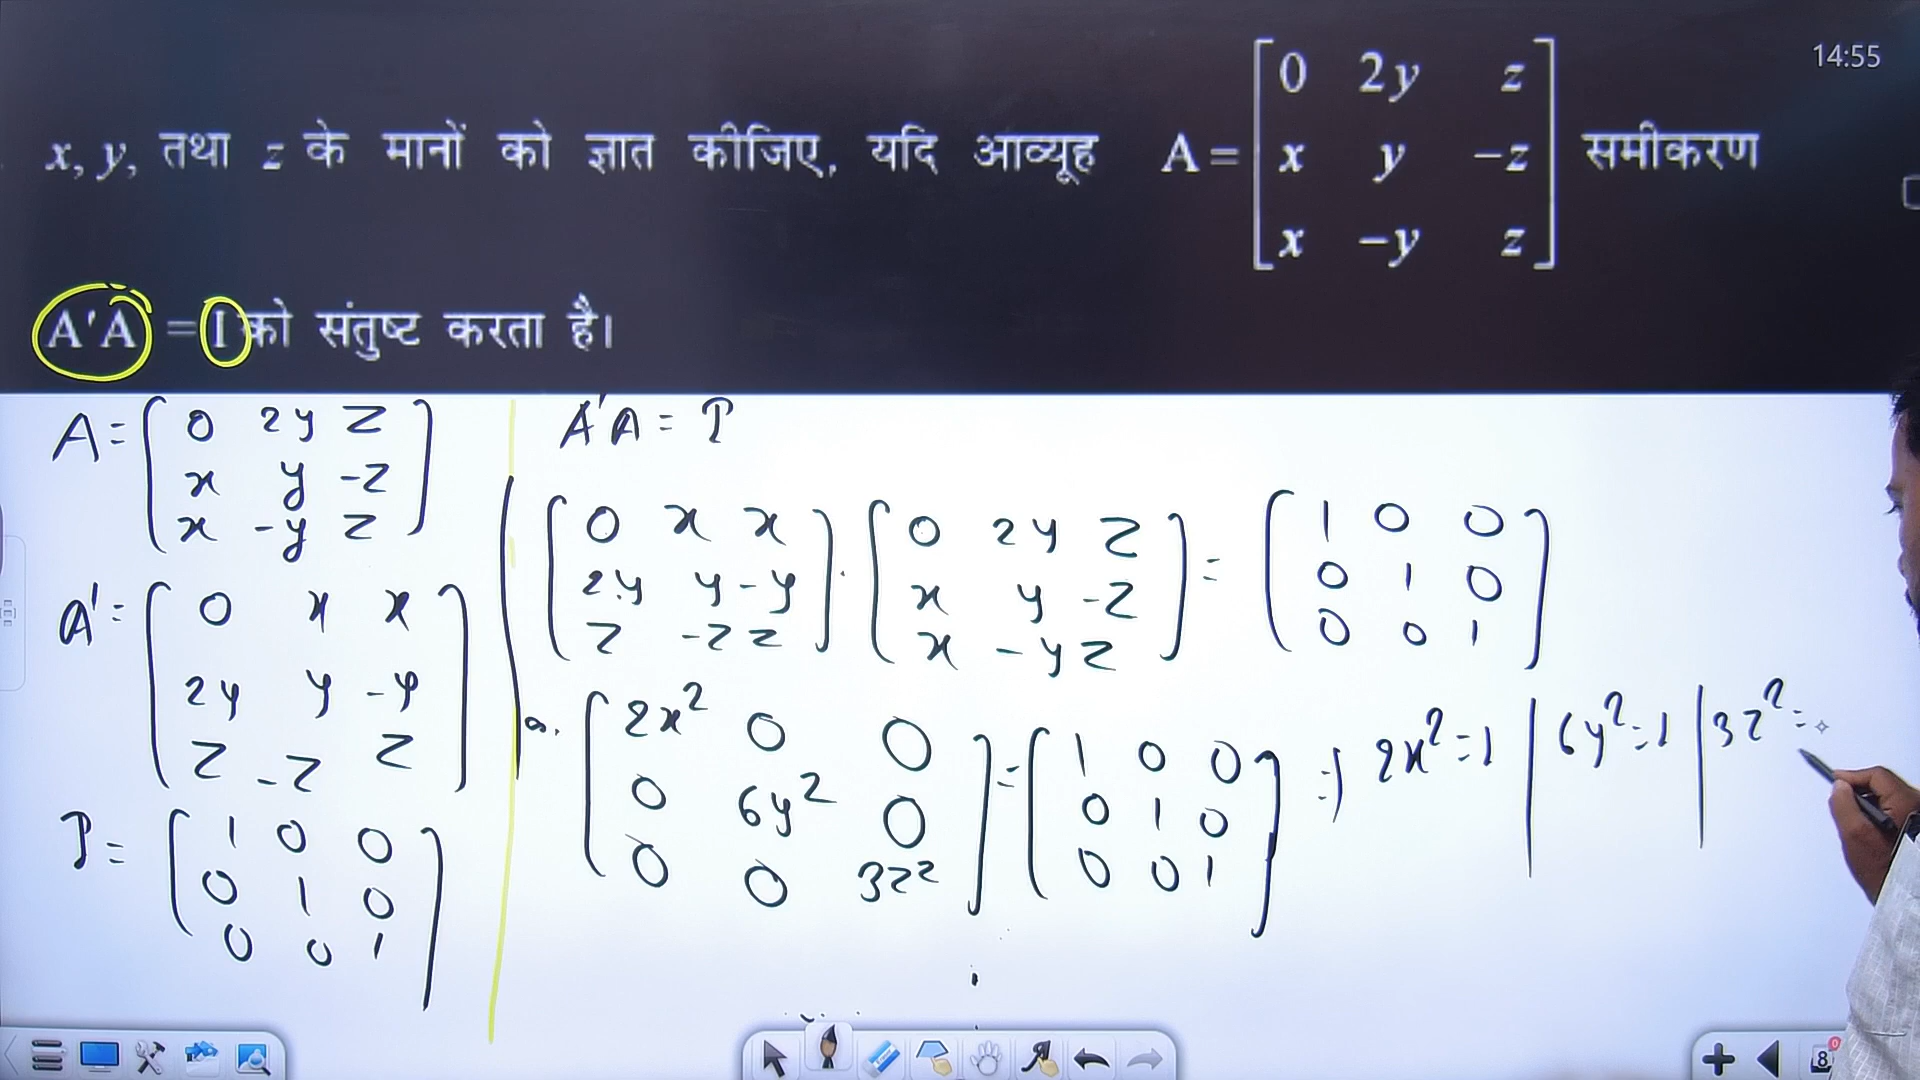 14:55
x, y, तथा z के मानों को ज्ञात कीजिए, यदि आव्यूह A = [0 2y z
x y -z
x -y z] समीकरण
A'A = I को संतुष्ट करता है।
A = [0 2y z
x y -z
x -y z]
A' = [0 x x
2y y -y
z -z z]
I = [1 0 0
0 1 0
0 0 1]
A'A = I
[0 x x
2y y -y
z -z z] . [0 2y z
x y -z
x -y z] = [1 0 0
0 1 0
0 0 1]
[2x² 0 0
0 6y² 0
0 0 3z²] = [1 0 0
0 1 0
0 0 1] ⇒ 2x² = 1 | 6y² = 1 | 3z² =
8
0